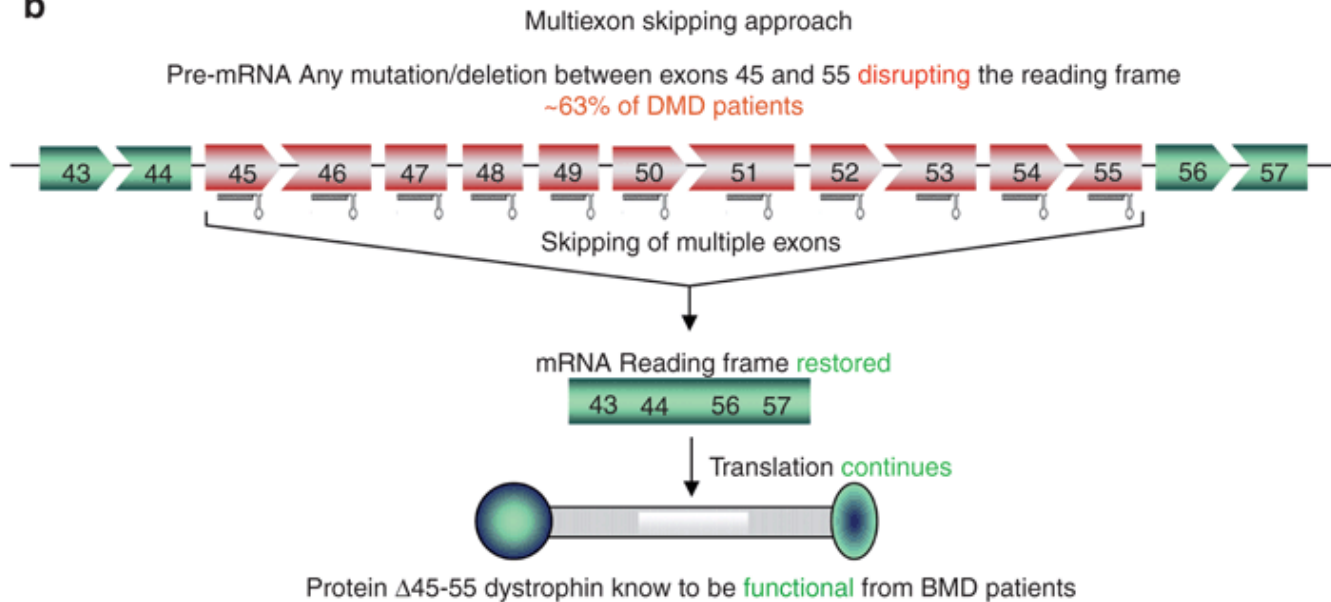 b
Multiexon skipping approach
Pre-mRNA Any mutation/deletion between exons 45 and 55 disrupting the reading frame
~63% of DMD patients
43 44 45 46 47 48 49 50 51 52 53 54 55 56 57
Skipping of multiple exons
mRNA Reading frame restored
43 44 56 57
Translation continues
Protein Δ45-55 dystrophin know to be functional from BMD patients